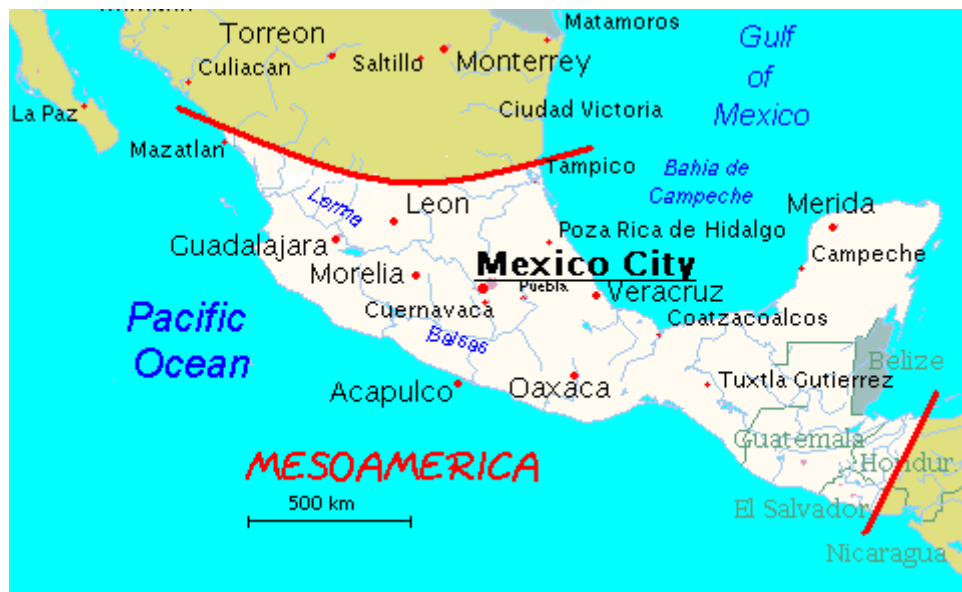 Matamoros
Torreon
Gulf
of
Mexico
Culiacan
Saltillo
Monterrey
La Paz
Ciudad Victoria
Mazatlan
Tampico
Bahia de
Campeche
Lerma
Leon
Merida
Guadalajara
Poza Rica de Hidalgo
Campeche
Morelia
Mexico City
Puebla
Veracruz
Cuernavaca
Coatzacoalcos
Pacific
Ocean
Balsas
Belize
Acapulco
Oaxaca
Tuxtla Gutierrez
Guatemala
MESOAMERICA
Hondur.
500 km
El Salvador
Nicaragua